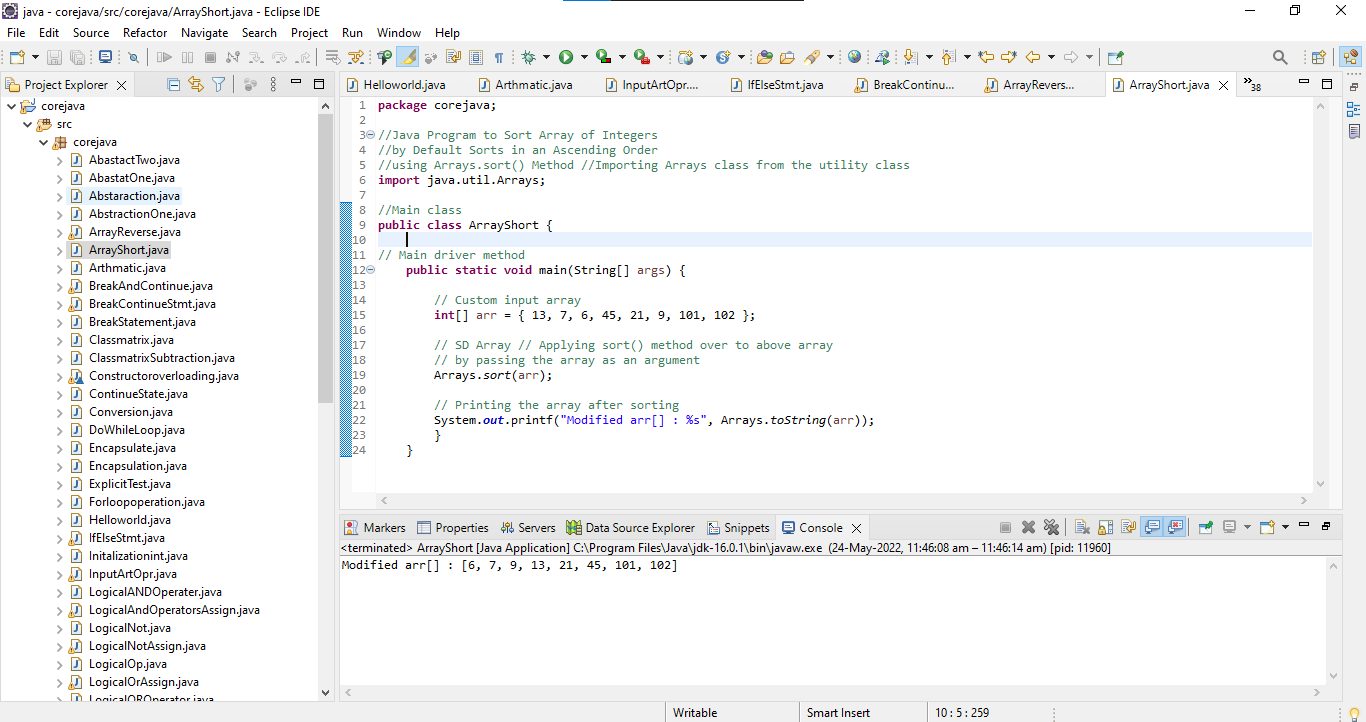 java - corejava/src/corejava/ArrayShort.java - Eclipse IDE
File Edit Source Refactor Navigate Search Project Run Window Help
Project Explorer
corejava
src
corejava
AbastactTwo.java
AbastatOne.java
Abstaraction.java
AbstractionOne.java
ArrayReverse.java
ArrayShort.java
Arthmatic.java
BreakAndContinue.java
BreakContinueStmt.java
BreakStatement.java
Classmatrix.java
ClassmatrixSubtraction.java
Constructoroverloading.java
ContinueState.java
Conversion.java
DoWhileLoop.java
Encapsulate.java
Encapsulation.java
ExplicitTest.java
Forloopoperation.java
Helloworld.java
IfElseStmt.java
Initalizationint.java
InputArtOpr.java
LogicalANDOperater.java
LogicalAndOperatorsAssign.java
LogicalNot.java
LogicalNotAssign.java
LogicalOp.java
LogicalOrAssign.java
LogicalOROperator.java
Helloworld.java Arthmatic.java InputArtOpr.... IfElseStmt.java BreakContinu... ArrayRevers... ArrayShort.java »38
1 package corejava;
2
3 //Java Program to Sort Array of Integers
4 //by Default Sorts in an Ascending Order
5 //using Arrays.sort() Method //Importing Arrays class from the utility class
6 import java.util.Arrays;
7
8 //Main class
9 public class ArrayShort {
10
11 // Main driver method
12 public static void main(String[] args) {
13
14 // Custom input array
15 int[] arr = { 13, 7, 6, 45, 21, 9, 101, 102 };
16
17 // SD Array // Applying sort() method over to above array
18 // by passing the array as an argument
19 Arrays.sort(arr);
20
21 // Printing the array after sorting
22 System.out.printf("Modified arr[] : %s", Arrays.toString(arr));
23 }
24 }
Markers Properties Servers Data Source Explorer Snippets Console
<terminated> ArrayShort [Java Application] C:\Program Files\Java\jdk-16.0.1\bin\javaw.exe (24-May-2022, 11:46:08 am – 11:46:14 am) [pid: 11960]
Modified arr[] : [6, 7, 9, 13, 21, 45, 101, 102]
Writable Smart Insert 10 : 5 : 259